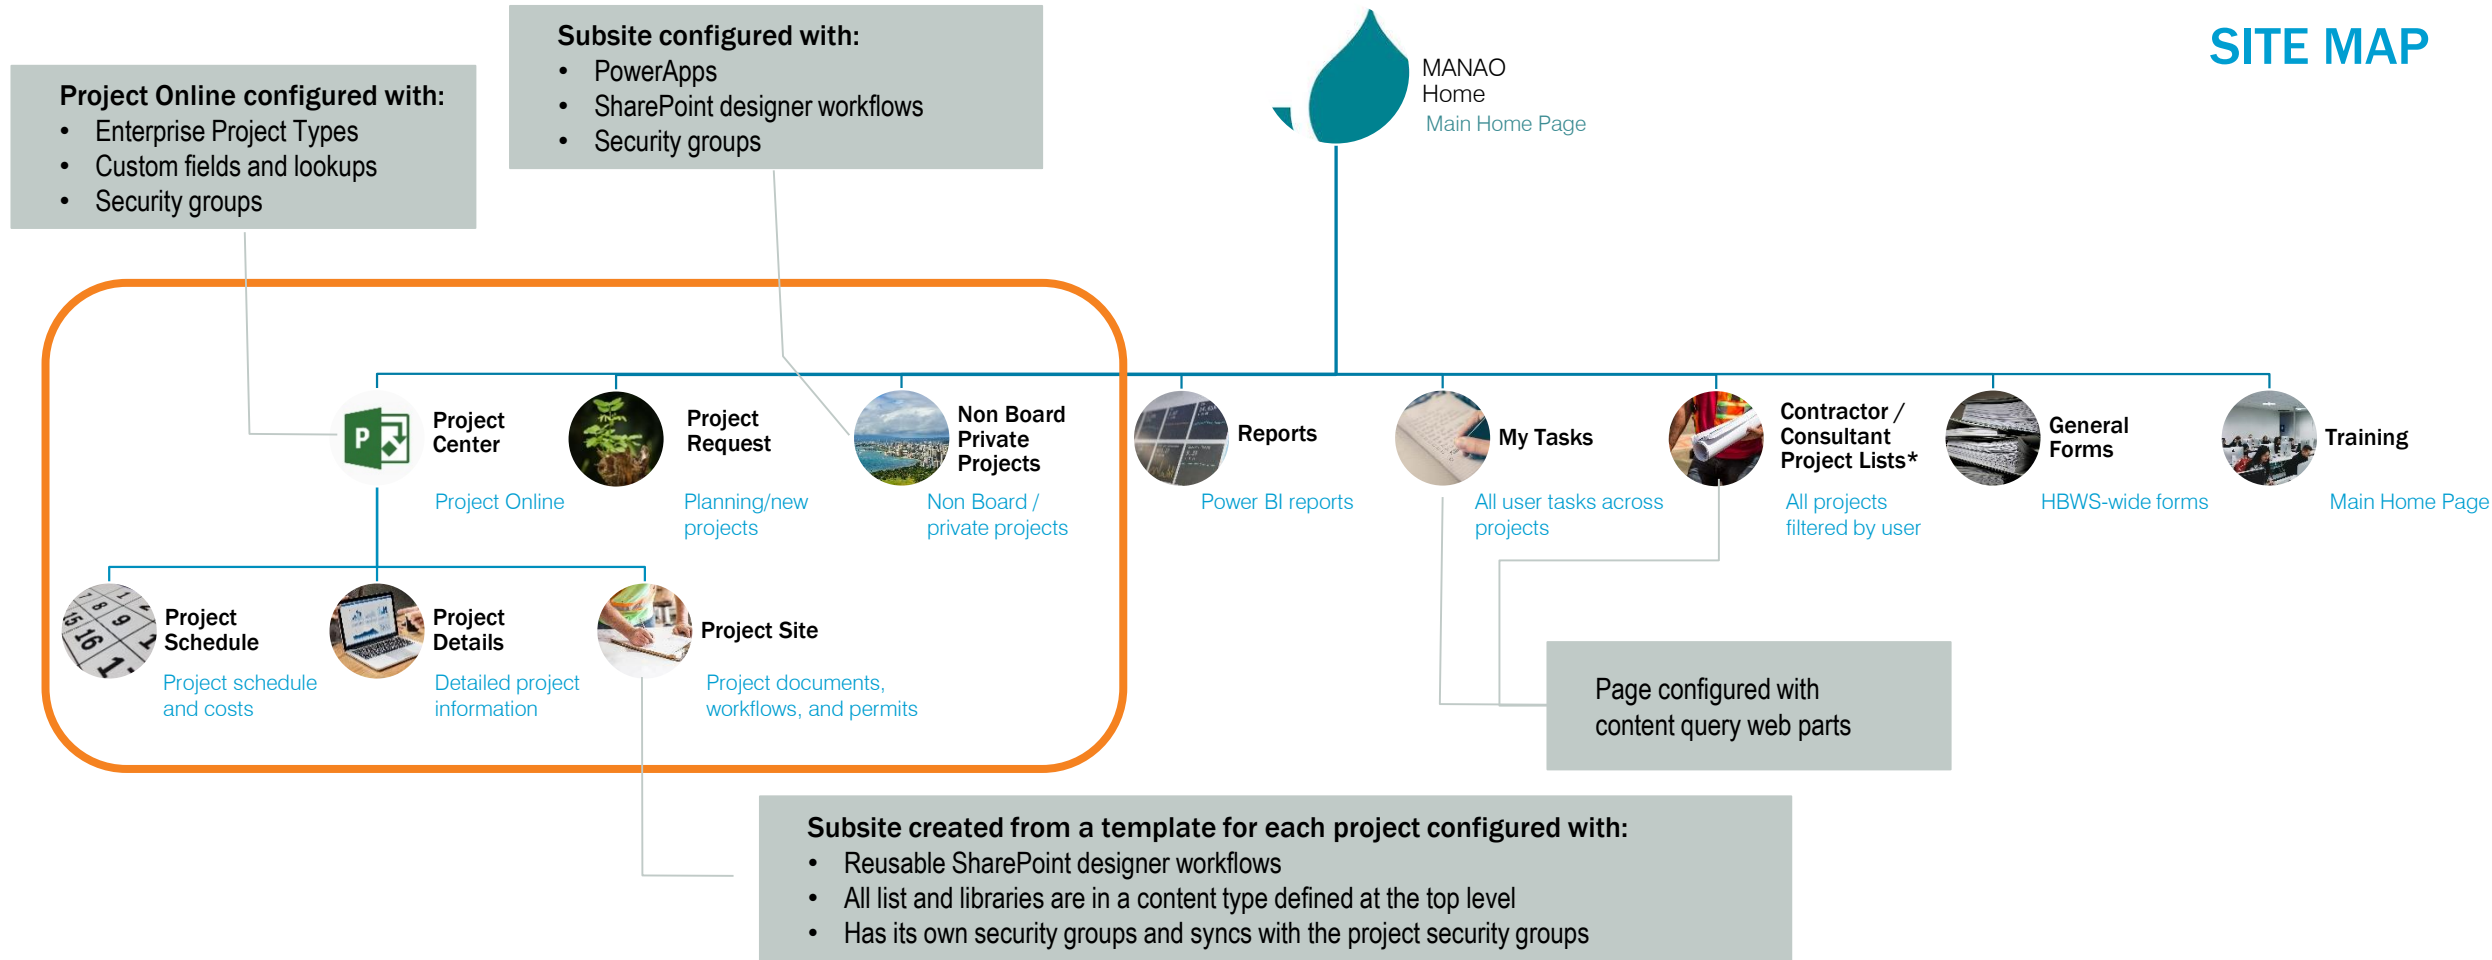 SITE MAP
Subsite configured with:
• PowerApps
• SharePoint designer workflows
• Security groups
Project Online configured with:
• Enterprise Project Types
• Custom fields and lookups
• Security groups
MANAO
Home
Main Home Page
Project
Center
Project Online
Project
Request
Planning/new
projects
Non Board
Private
Projects
Non Board /
private projects
Reports
Power BI reports
My Tasks
All user tasks across
projects
Contractor /
Consultant
Project Lists*
All projects
filtered by user
General
Forms
HBWS-wide forms
Training
Main Home Page
Project
Schedule
Project schedule
and costs
Project
Details
Detailed project
information
Project Site
Project documents,
workflows, and permits
Page configured with
content query web parts
Subsite created from a template for each project configured with:
• Reusable SharePoint designer workflows
• All list and libraries are in a content type defined at the top level
• Has its own security groups and syncs with the project security groups